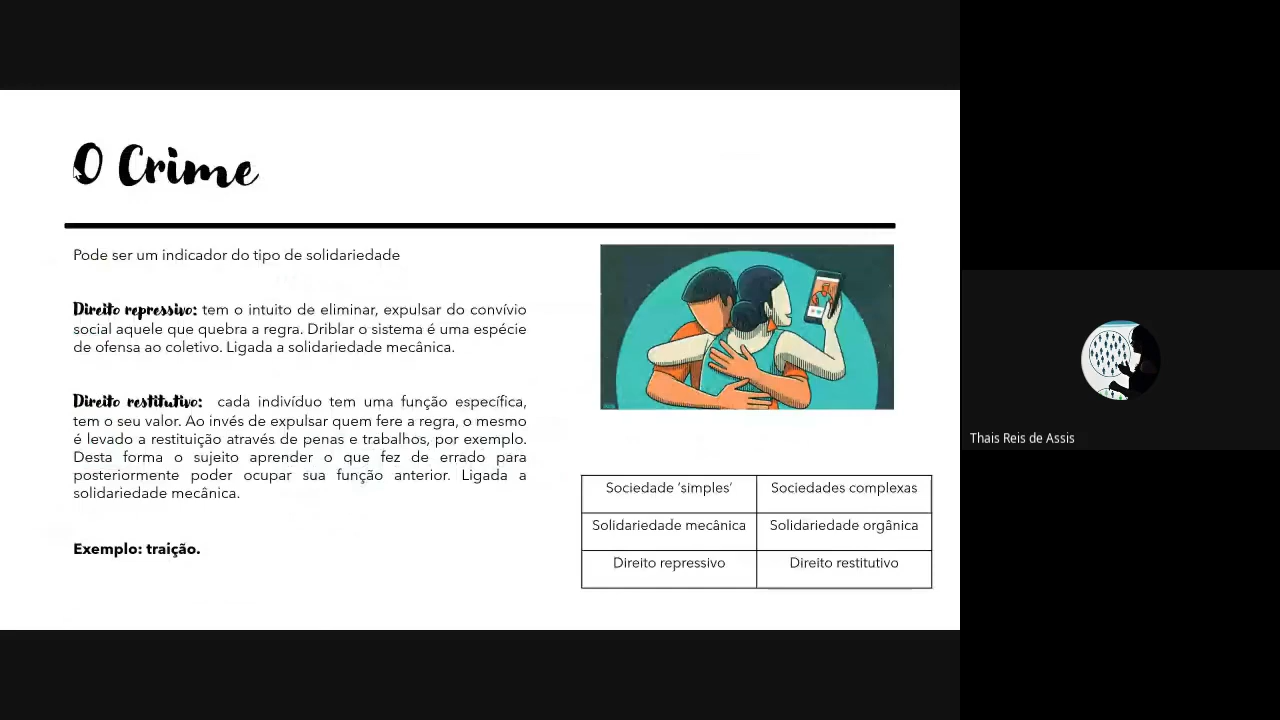 O Crime
Pode ser um indicador do tipo de solidariedade
Direito repressivo: tem o intuito de eliminar, expulsar do convívio
social aquele que quebra a regra. Driblar o sistema é uma espécie
de ofensa ao coletivo. Ligada a solidariedade mecânica.
Direito restitutivo: cada indivíduo tem uma função específica,
tem o seu valor. Ao invés de expulsar quem fere a regra, o mesmo
é levado a restituição através de penas e trabalhos, por exemplo.
Desta forma o sujeito aprender o que fez de errado para
posteriormente poder ocupar sua função anterior. Ligada a
solidariedade mecânica.
Exemplo: traição.
Sociedade ‘simples’ Sociedades complexas
Solidariedade mecânica Solidariedade orgânica
Direito repressivo Direito restitutivo
Thais Reis de Assis